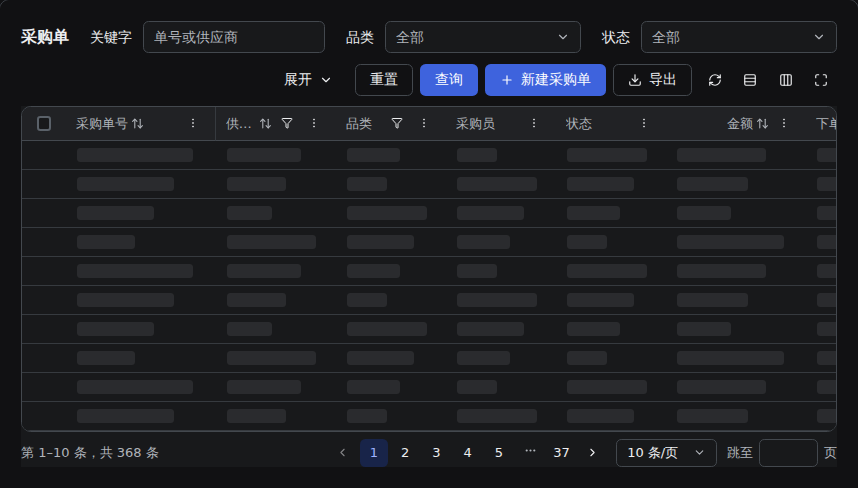 采购单 关键字 单号或供应商 品类 全部 状态 全部
展开 重置 查询 新建采购单 导出
采购单号 供… 品类 采购员 状态 金额 下单
第 1–10 条，共 368 条 1 2 3 4 5 ··· 37 10 条/页 跳至 页